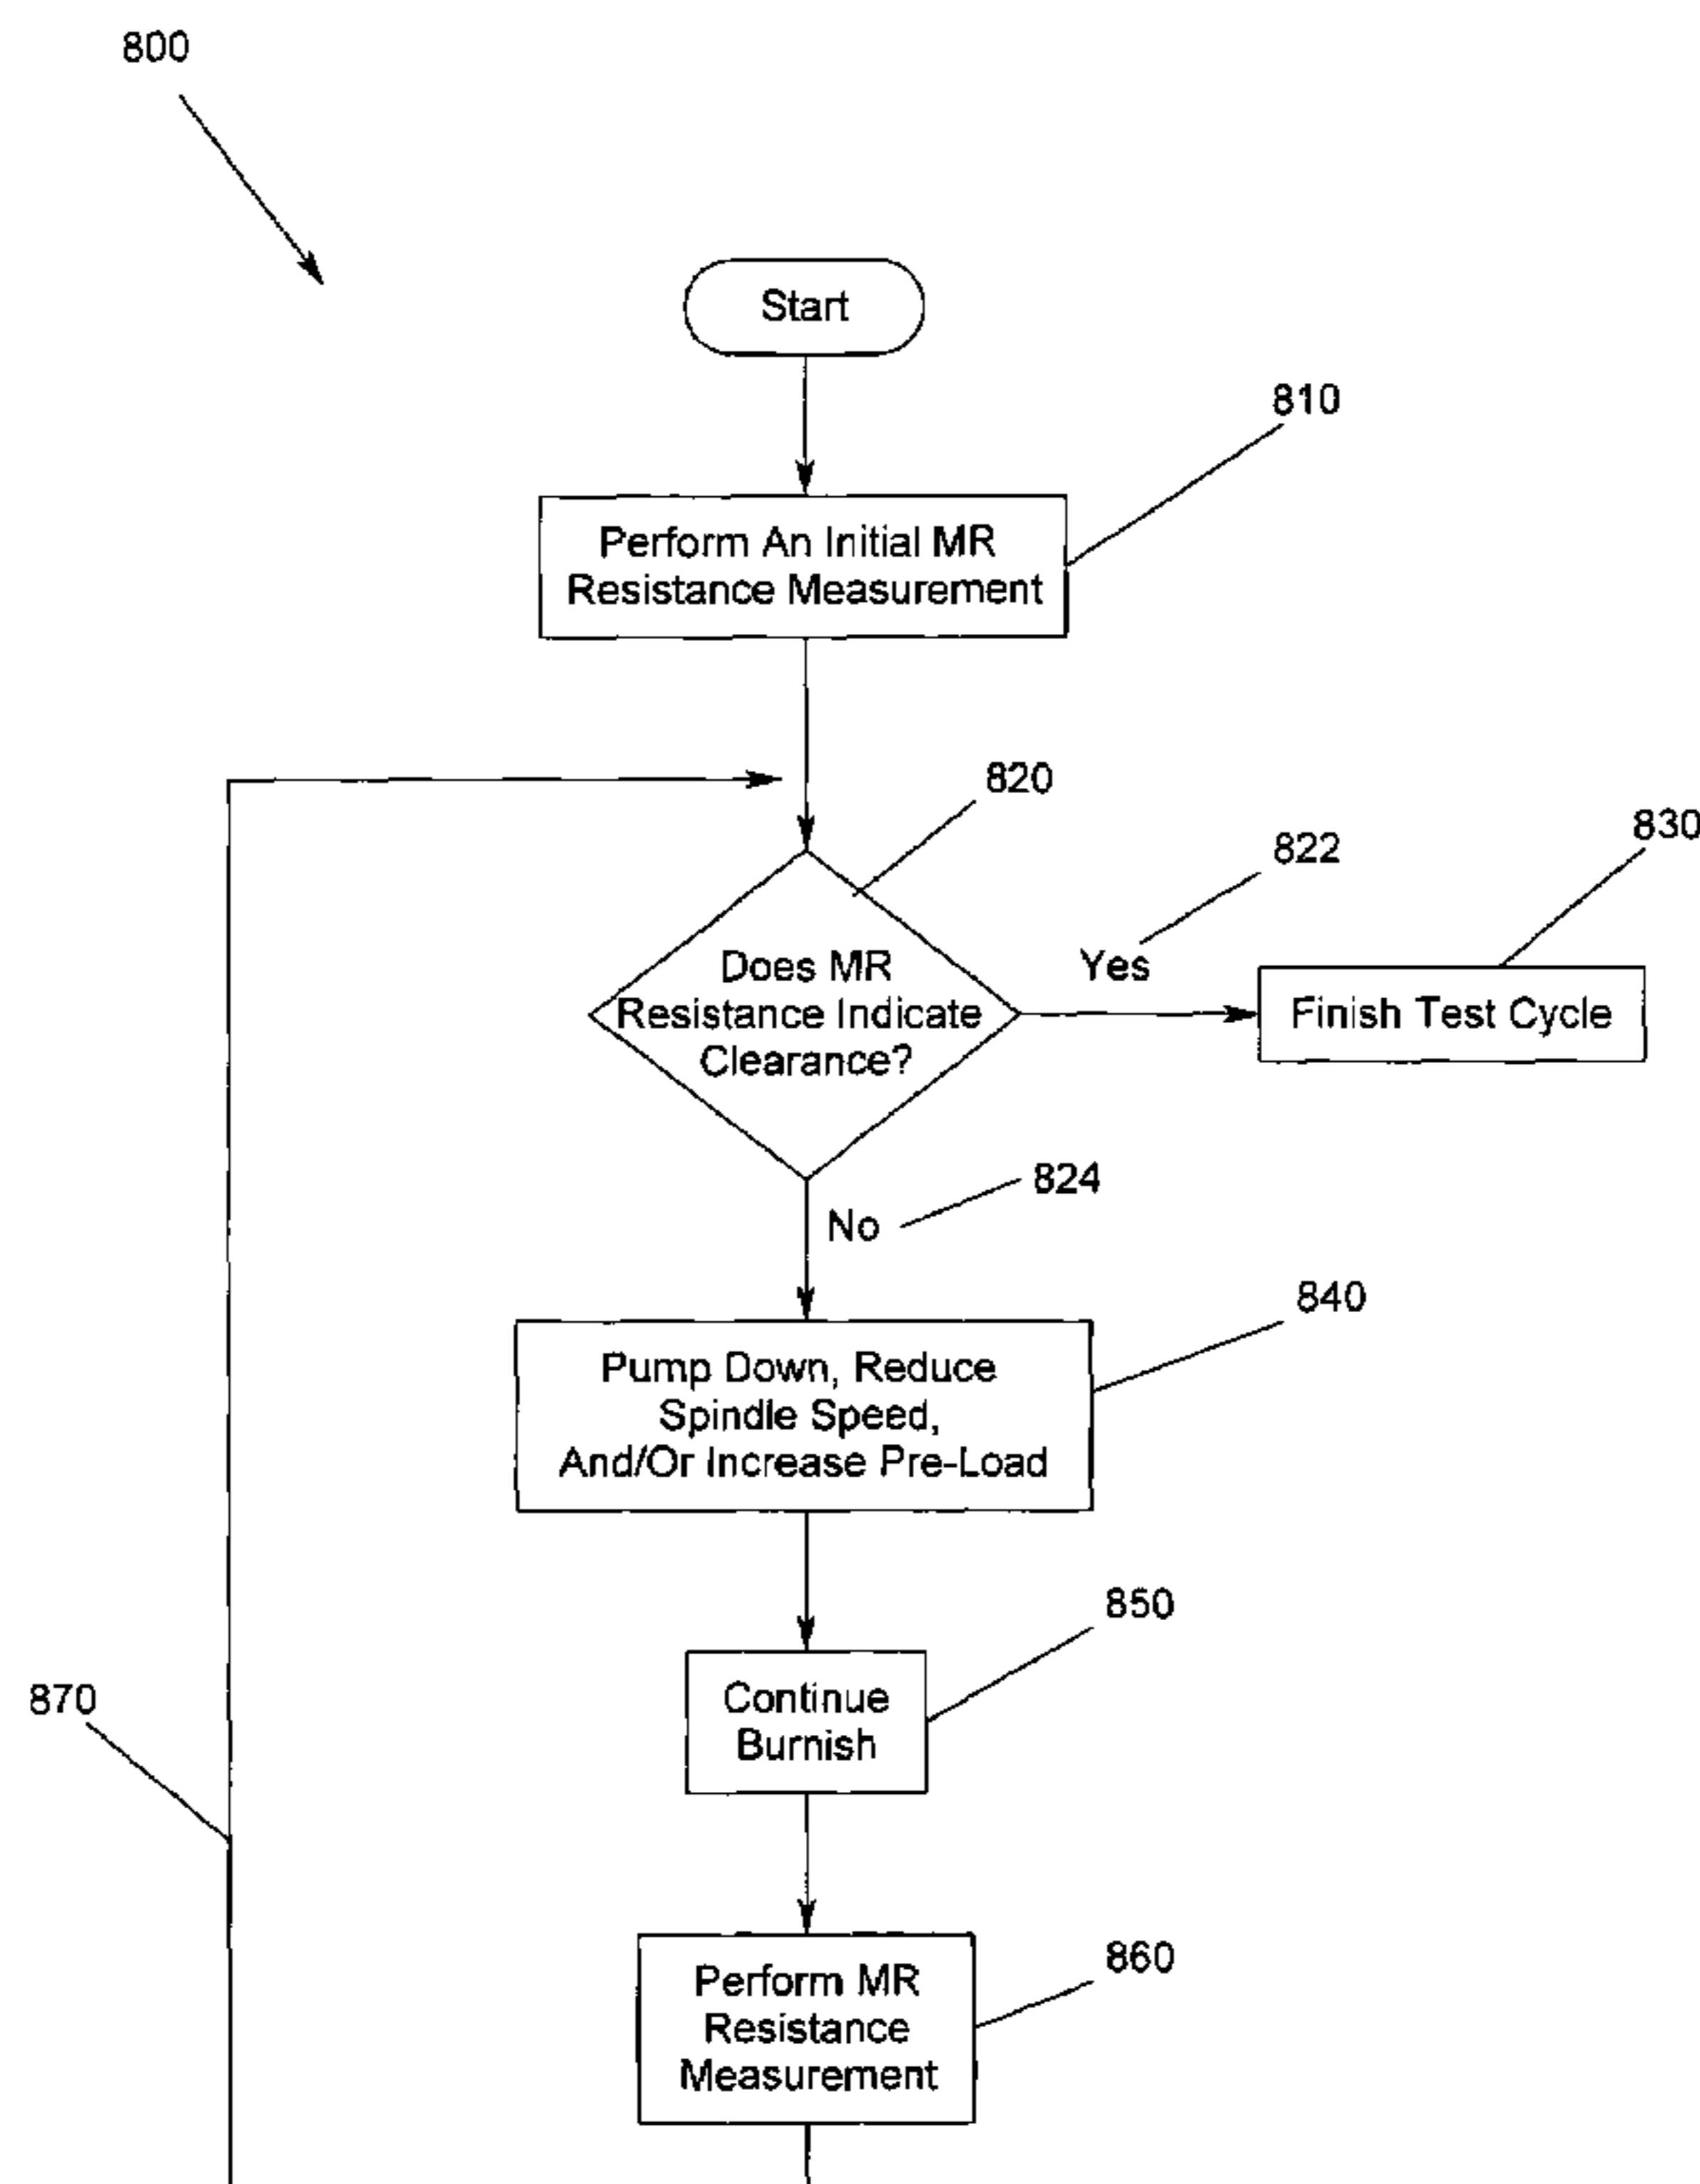 800
Start
810
Perform An Initial MR
Resistance Measurement
820
822
830
Does MR
Resistance Indicate
Clearance?
Yes
Finish Test Cycle
824
No
840
Pump Down, Reduce
Spindle Speed,
And/Or Increase Pre-Load
850
Continue
Burnish
870
860
Perform MR
Resistance
Measurement